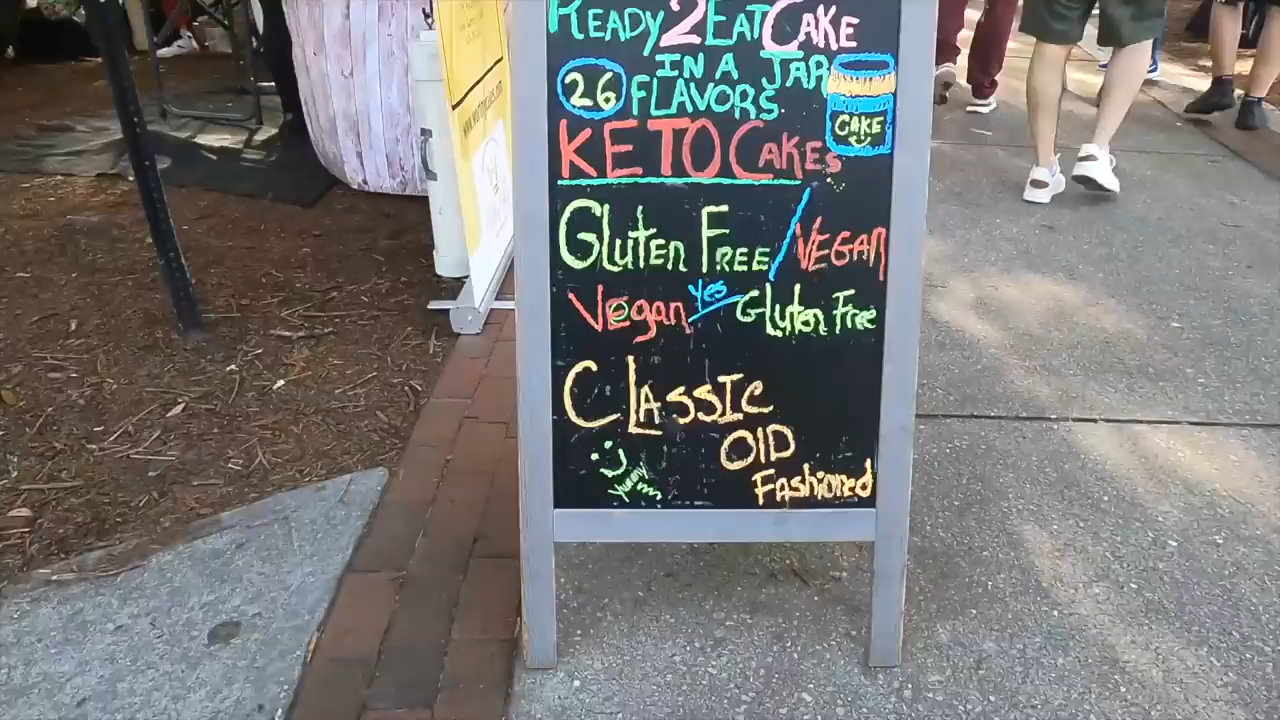 READY 2 EAT CAKE
IN A JAR
26 FLAVORS
CAKE
KETO CAKES
GLUTEN FREE/VEGAN
Vegan yes Gluten Free
CLASSIC
OlD
Fashioned
yummy